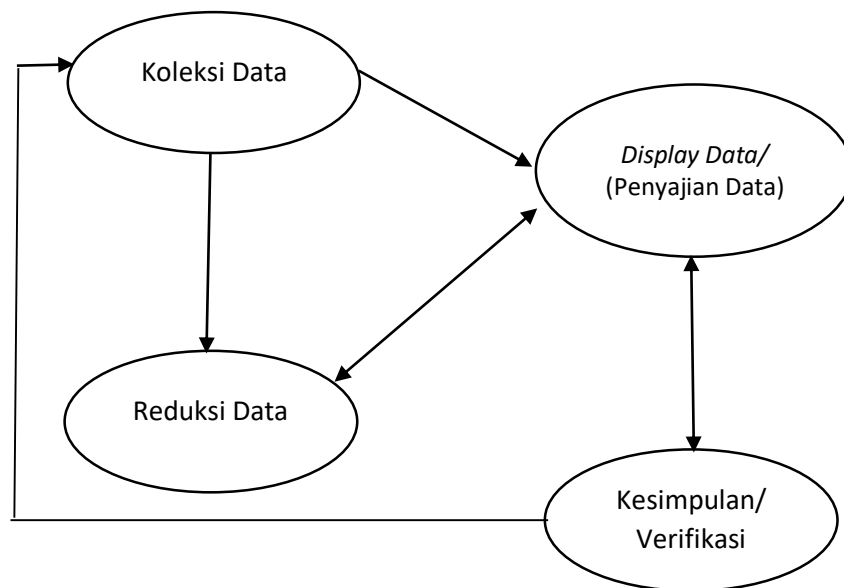 Koleksi Data
Display Data/
(Penyajian Data)
Reduksi Data
Kesimpulan/
Verifikasi